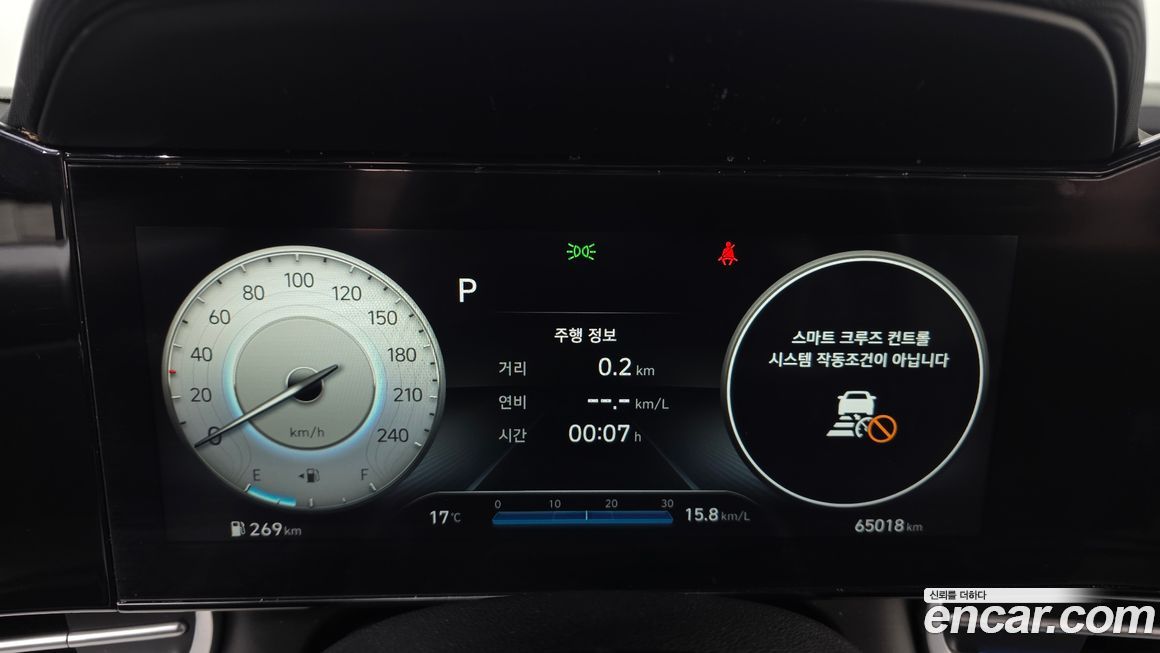 0
20
40
60
80
100
120
150
180
210
240
km/h
E
F
269 km
P
주행 정보
거리 0.2 km
연비 --.- km/L
시간 00:07 h
17℃
0 10 20 30
15.8 km/L
스마트 크루즈 컨트롤
시스템 작동조건이 아닙니다
65018 km
신뢰를 더하다
encar.com